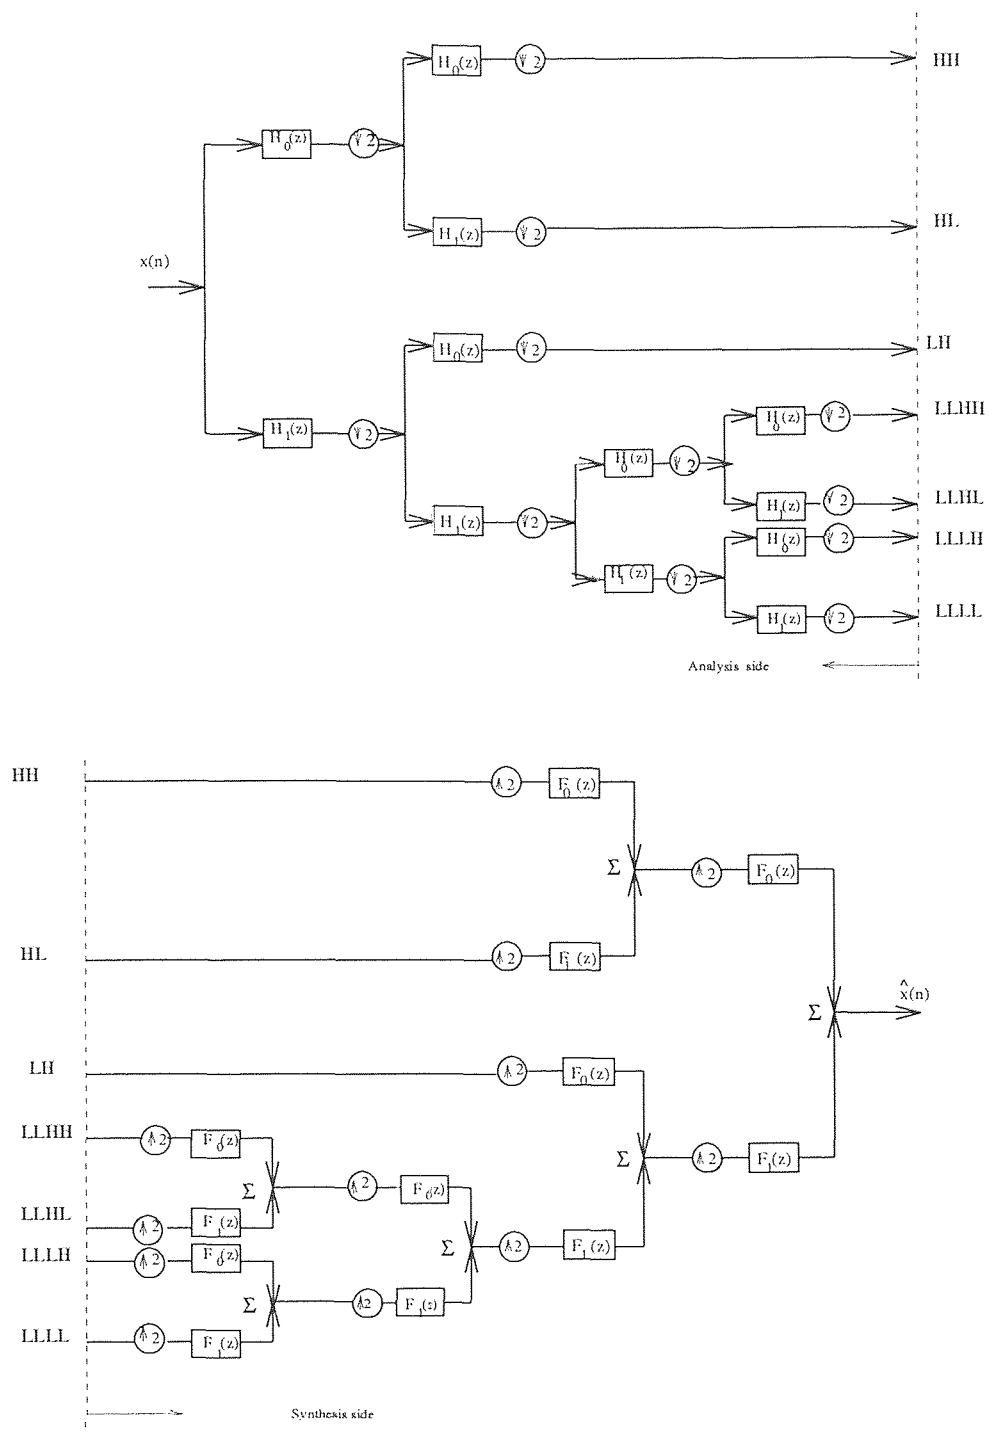 H0(z) ↓2 HH
H0(z) ↓2
H1(z) ↓2 HL
x(n)
H0(z) ↓2 LH
H1(z) ↓2
H0(z) ↓2 LLHH
H0(z) ↓2
H1(z) ↓2 LLHL
H1(z) ↓2
H0(z) ↓2 LLLH
H1(z) ↓2
H1(z) ↓2 LLLL
Analysis side
HH ↑2 F0(z)
Σ ↑2 F0(z)
HL ↑2 F1(z)
Σ x̂(n)
LH ↑2 F0(z)
LLHH ↑2 F0(z)
Σ ↑2 F1(z)
Σ ↑2 F0(z)
LLHL ↑2 F1(z)
Σ ↑2 F1(z)
LLLH ↑2 F0(z)
Σ ↑2 F1(z)
LLLL ↑2 F1(z)
Synthesis side